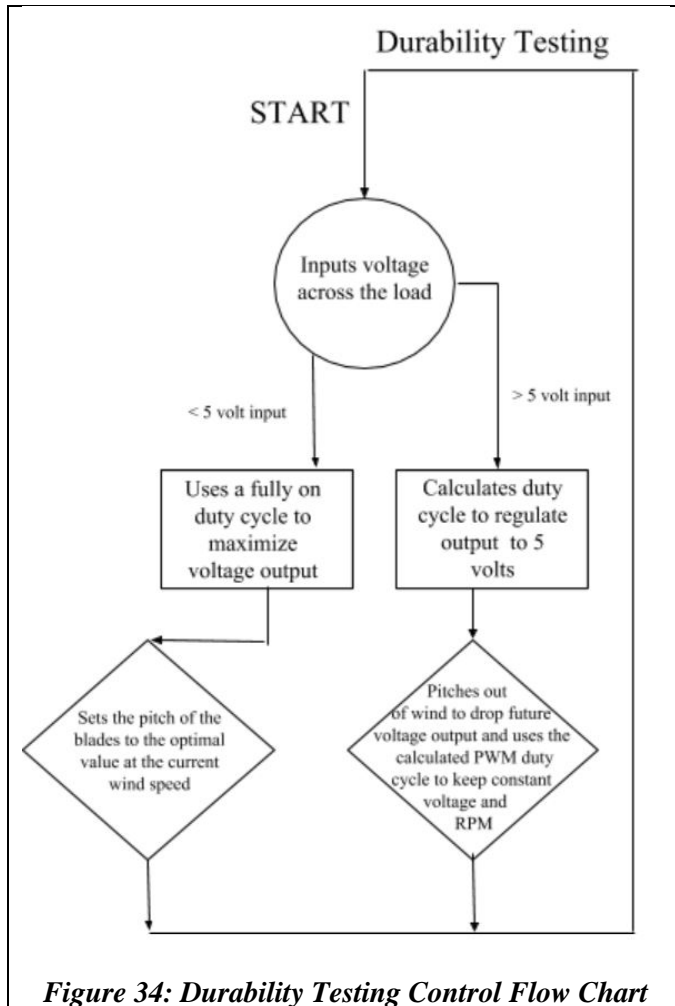 Durability Testing
START
Inputs voltage
across the load
< 5 volt input
> 5 volt input
Uses a fully on
duty cycle to
maximize
voltage output
Calculates duty
cycle to regulate
output to 5
volts
Sets the pitch of the
blades to the optimal
value at the current
wind speed
Pitches out
of wind to drop future
voltage output and uses the
calculated PWM duty
cycle to keep constant
voltage and
RPM
Figure 34: Durability Testing Control Flow Chart